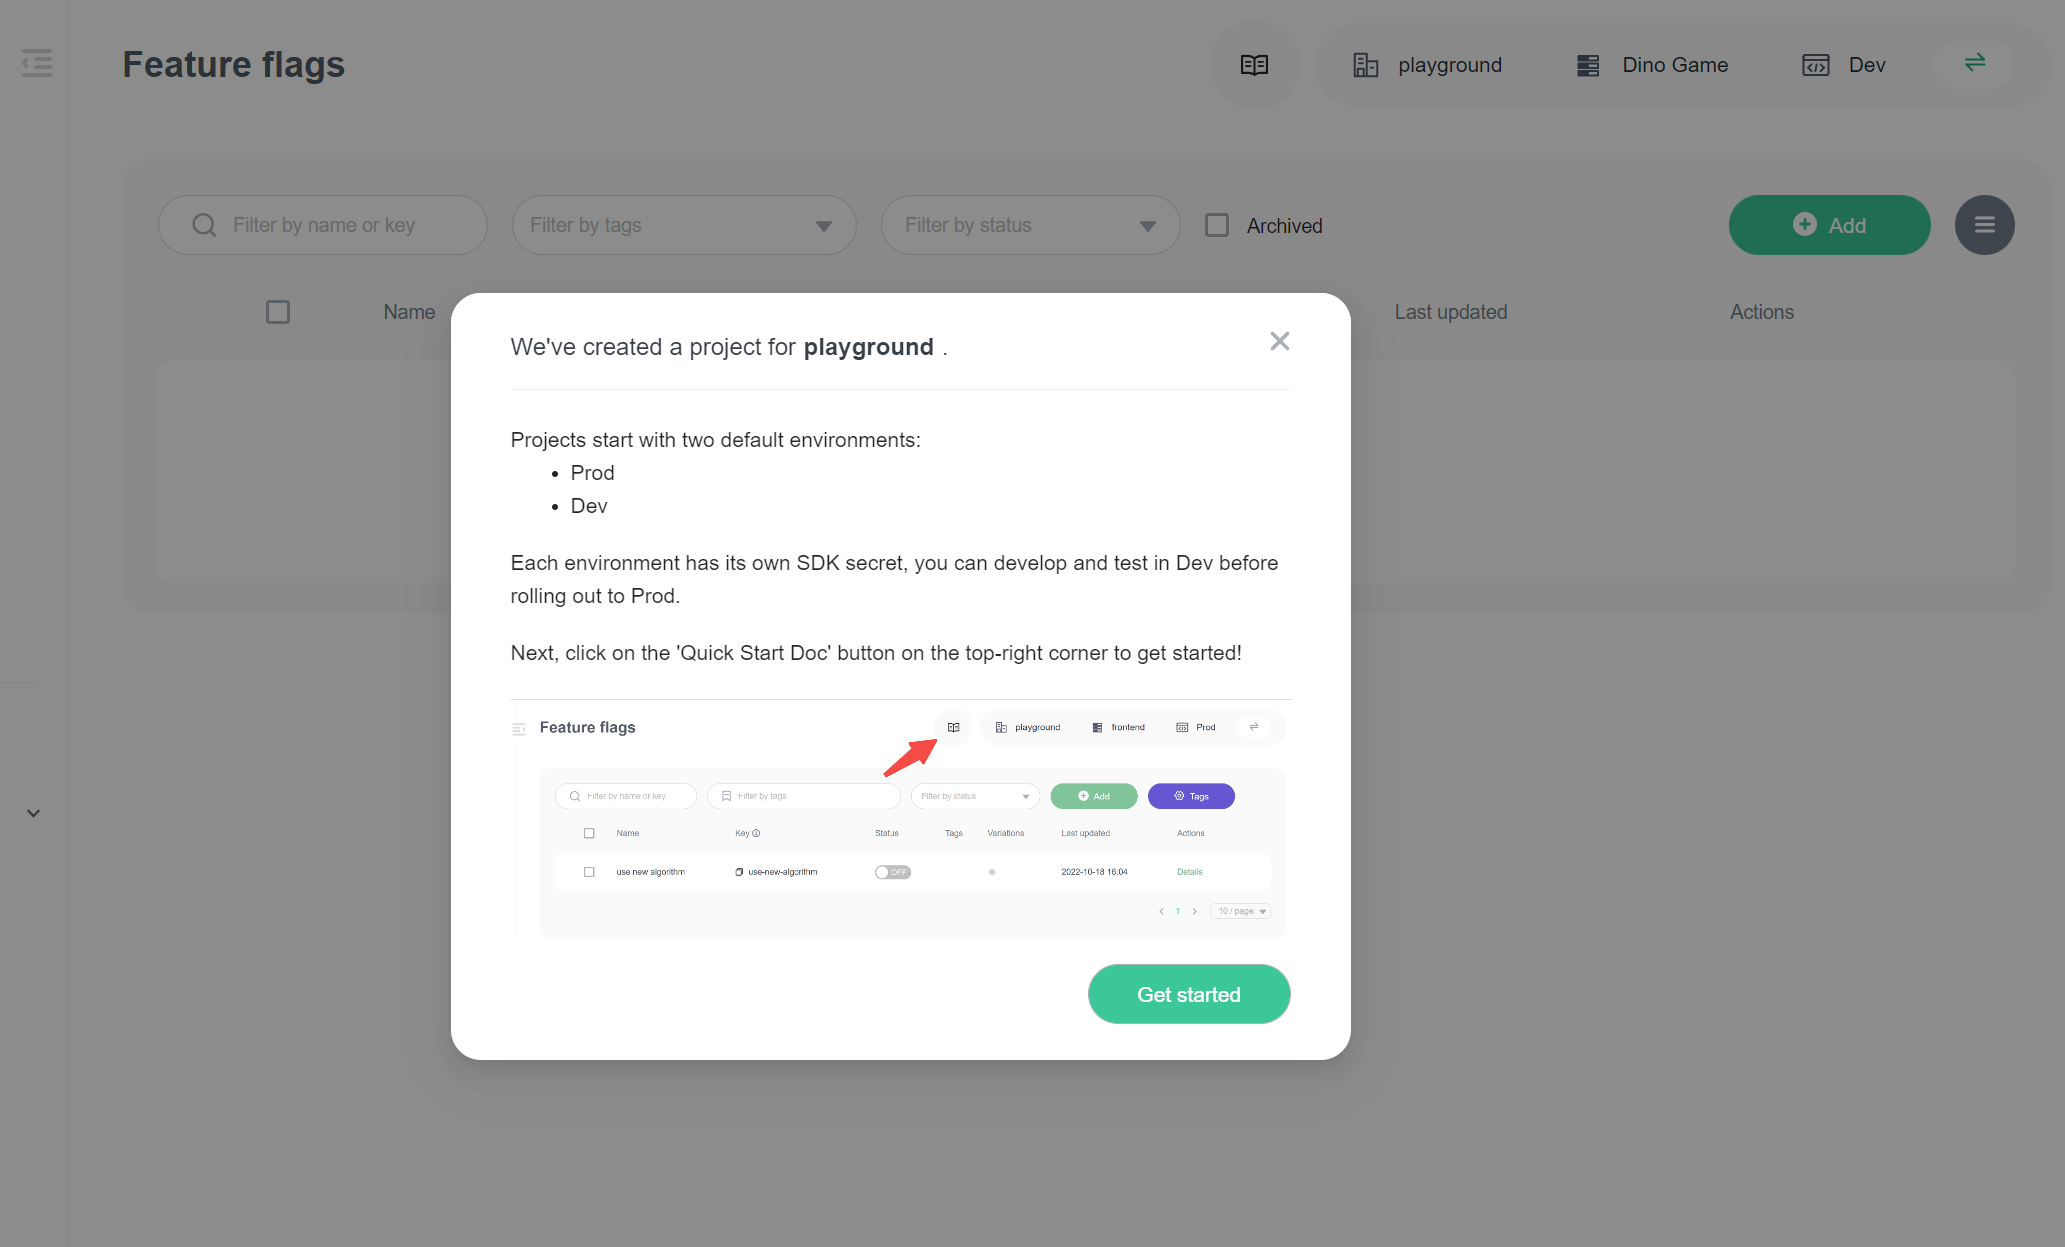 Feature flags
playground
Dino Game
Dev
Filter by name or key
Filter by tags
Filter by status
Archived
Add
Name
Last updated
Actions
We've created a project for playground .
Projects start with two default environments:
• Prod
• Dev
Each environment has its own SDK secret, you can develop and test in Dev before
rolling out to Prod.
Next, click on the 'Quick Start Doc' button on the top-right corner to get started!
Feature flags
playground
frontend
Prod
Filter by name or key
Filter by tags
Filter by status
Add
Tags
Name
Key
Status
Tags
Variations
Last updated
Actions
use new algorithm
use-new-algorithm
OFF
2022-10-18 16:04
Details
1
10 / page
Get started